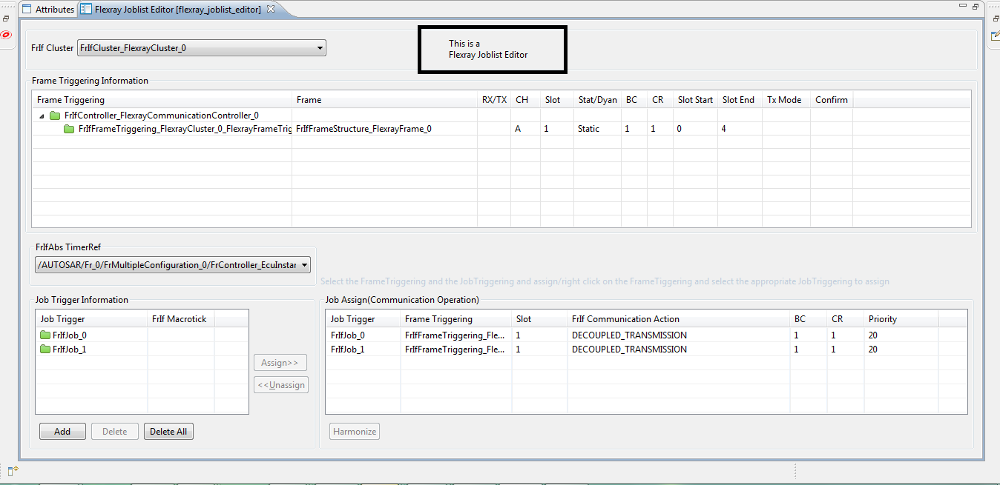 Attributes Flexray Joblist Editor [flexray_joblist_editor]
FrIf Cluster FrIfCluster_FlexrayCluster_0
This is a
Flexray Joblist Editor
Frame Triggering Information
Frame Triggering Frame RX/TX CH Slot Stat/Dyan BC CR Slot Start Slot End Tx Mode Confirm
FrIfController_FlexrayCommunicationController_0
FrIfFrameTriggering_FlexrayCluster_0_FlexrayFrameTrig FrIfFrameStructure_FlexrayFrame_0 A 1 Static 1 1 0 4
FrIfAbs TimerRef
/AUTOSAR/Fr_0/FrMultipleConfiguration_0/FrController_EcuInstar
Select the FrameTriggering and the JobTriggering and assign/right click on the FrameTiggering and select the appropriate JobTriggering to assign
Job Trigger Information
Job Trigger FrIf Macrotick
FrIfJob_0
FrIfJob_1
Assign>>
<<Unassign
Add Delete Delete All
Job Assign(Communication Operation)
Job Trigger Frame Triggering Slot FrIf Communication Action BC CR Priority
FrIfJob_0 FrIfFrameTriggering_Fle... 1 DECOUPLED_TRANSMISSION 1 1 20
FrIfJob_1 FrIfFrameTriggering_Fle... 1 DECOUPLED_TRANSMISSION 1 1 20
Harmonize